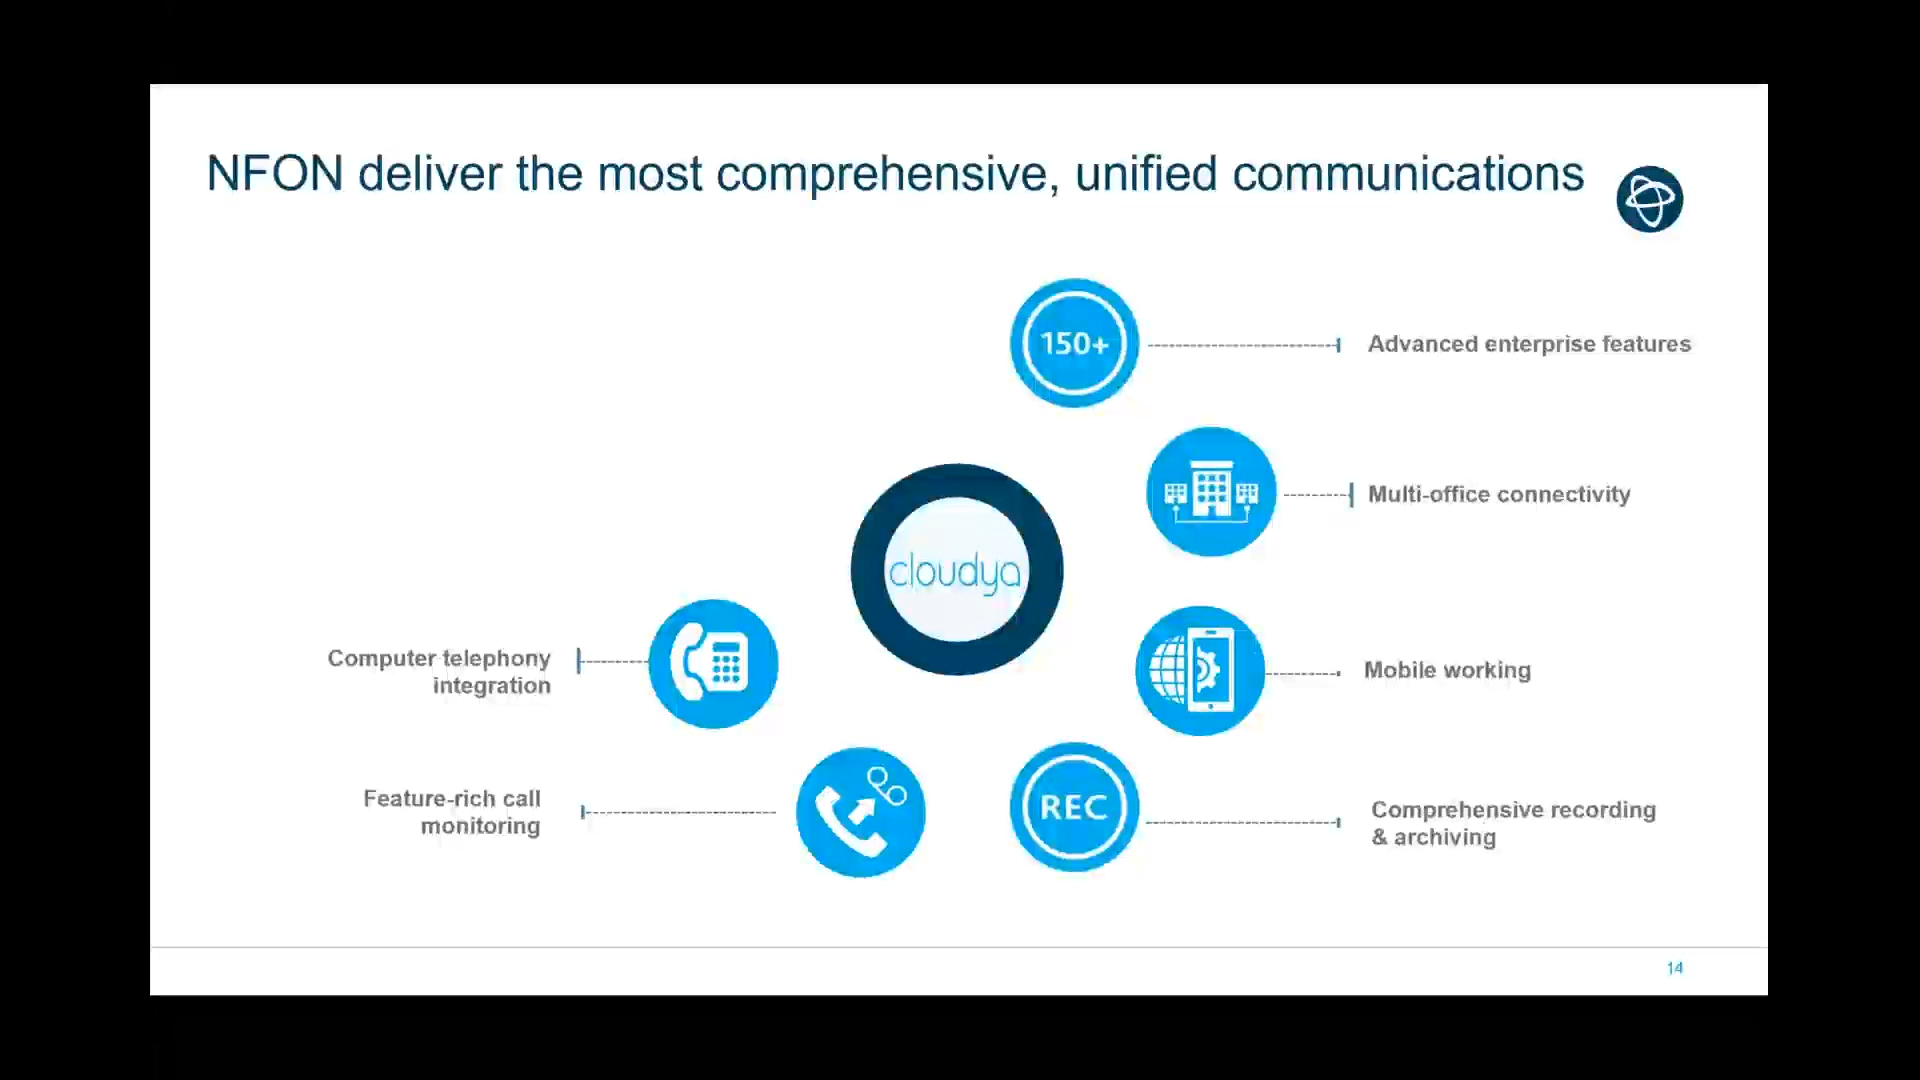 NFON deliver the most comprehensive, unified communications
150+
Advanced enterprise features
Multi-office connectivity
cloudya
Computer telephony
integration
Mobile working
Feature-rich call
monitoring
REC
Comprehensive recording
& archiving
14